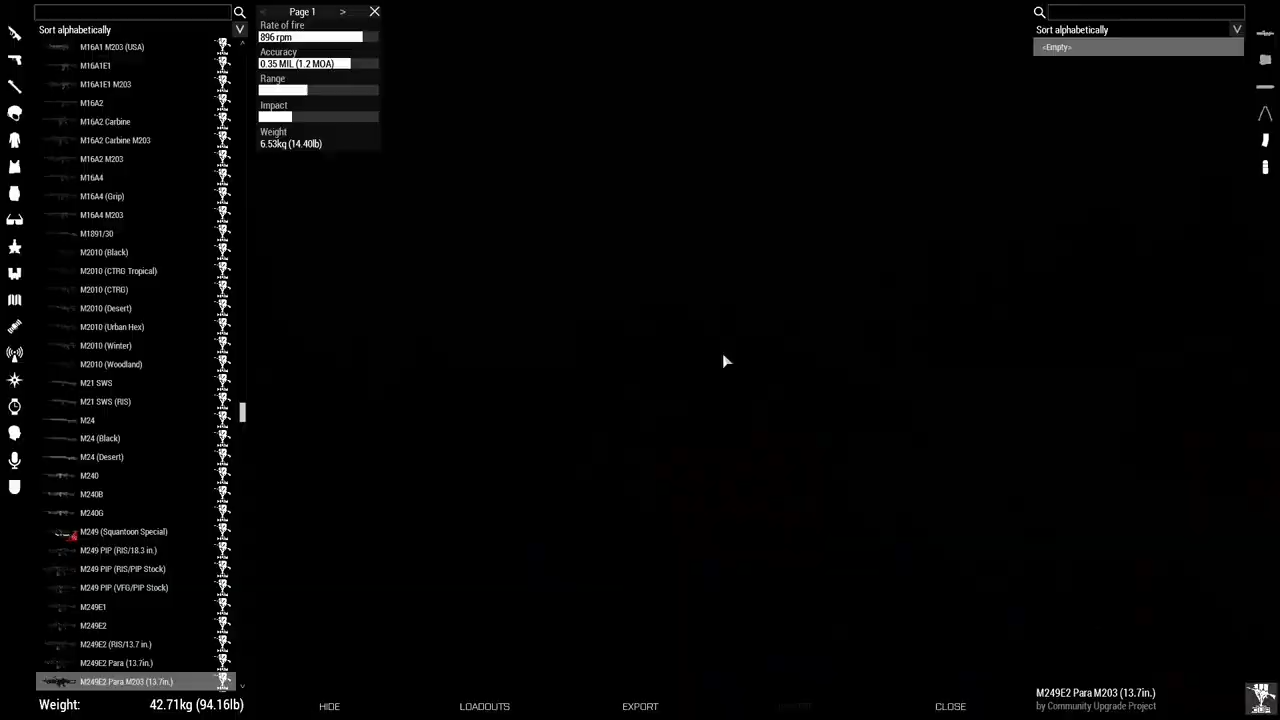 Sort alphabetically
M16A1 M203 (USA)
M16A1E1
M16A1E1 M203
M16A2
M16A2 Carbine
M16A2 Carbine M203
M16A2 M203
M16A4
M16A4 (Grip)
M16A4 M203
M1891/30
M2010 (Black)
M2010 (CTRG Tropical)
M2010 (CTRG)
M2010 (Desert)
M2010 (Urban Hex)
M2010 (Winter)
M2010 (Woodland)
M21 SWS
M21 SWS (RIS)
M24
M24 (Black)
M24 (Desert)
M240
M240B
M240G
M249 (Squantoon Special)
M249 PIP (RIS/18.3 in.)
M249 PIP (RIS/PIP Stock)
M249 PIP (VFG/PIP Stock)
M249E1
M249E2
M249E2 (RIS/13.7 in.)
M249E2 Para (13.7in.)
M249E2 Para M203 (13.7in.)
Weight: 42.71kg (94.16lb)
Page 1 >
Rate of fire
896 rpm
Accuracy
0.35 MIL (1.2 MOA)
Range
Impact
Weight
6.53kq (14.40lb)
Sort alphabetically
<Empty>
M249E2 Para M203 (13.7in.)
by Community Upgrade Project
HIDE
LOADOUTS
EXPORT
CLOSE